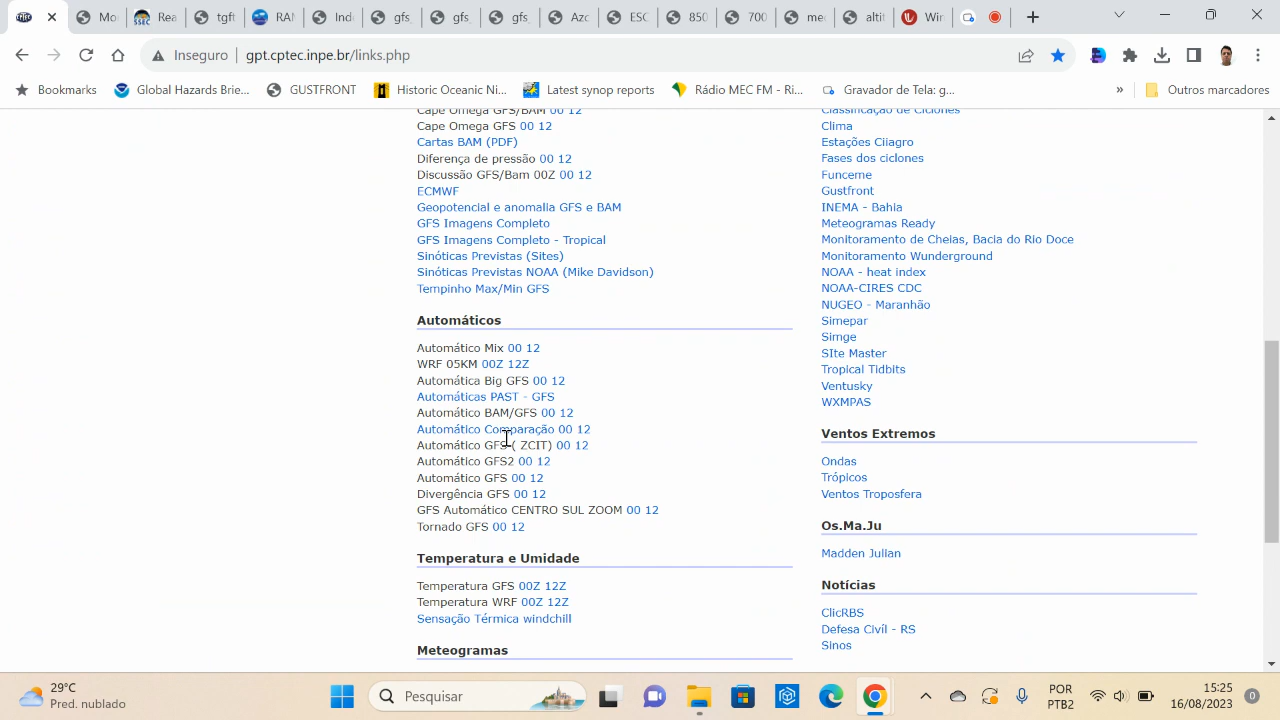 Mo
Rea
tgft
RAN
Ind
gfs_
gfs
gfs_
Azo
ESC
850
700
med
altin
Win
Inseguro
gpt.cptec.inpe.br/links.php
Bookmarks
Global Hazards Brie...
GUSTFRONT
Historic Oceanic Ni...
Latest synop reports
Rádio MEC FM - Ri...
Gravador de Tela: g...
»
Outros marcadores
Cape Omega GFS/BAM 00 12
Cape Omega GFS 00 12
Cartas BAM (PDF)
Diferença de pressão 00 12
Discussão GFS/Bam 00Z 00 12
ECMWF
Geopotencial e anomalia GFS e BAM
GFS Imagens Completo
GFS Imagens Completo - Tropical
Sinóticas Previstas (Sites)
Sinóticas Previstas NOAA (Mike Davidson)
Tempinho Max/Min GFS
Automáticos
Automático Mix 00 12
WRF 05KM 00Z 12Z
Automática Big GFS 00 12
Automáticas PAST - GFS
Automático BAM/GFS 00 12
Automático Comparação 00 12
Automático GFS ( ZCIT) 00 12
Automático GFS2 00 12
Automático GFS 00 12
Divergência GFS 00 12
GFS Automático CENTRO SUL ZOOM 00 12
Tornado GFS 00 12
Temperatura e Umidade
Temperatura GFS 00Z 12Z
Temperatura WRF 00Z 12Z
Sensação Térmica windchill
Meteogramas
Classificação de Ciclones
Clima
Estações Ciiagro
Fases dos ciclones
Funceme
Gustfront
INEMA - Bahia
Meteogramas Ready
Monitoramento de Cheias, Bacia do Rio Doce
Monitoramento Wunderground
NOAA - heat index
NOAA-CIRES CDC
NUGEO - Maranhão
Simepar
Simge
SIte Master
Tropical Tidbits
Ventusky
WXMPAS
Ventos Extremos
Ondas
Trópicos
Ventos Troposfera
Os.Ma.Ju
Madden Julian
Notícias
ClicRBS
Defesa Civíl - RS
Sinos
29°C
Pred. nublado
Pesquisar
POR
PTB2
15:25
16/08/2023
0